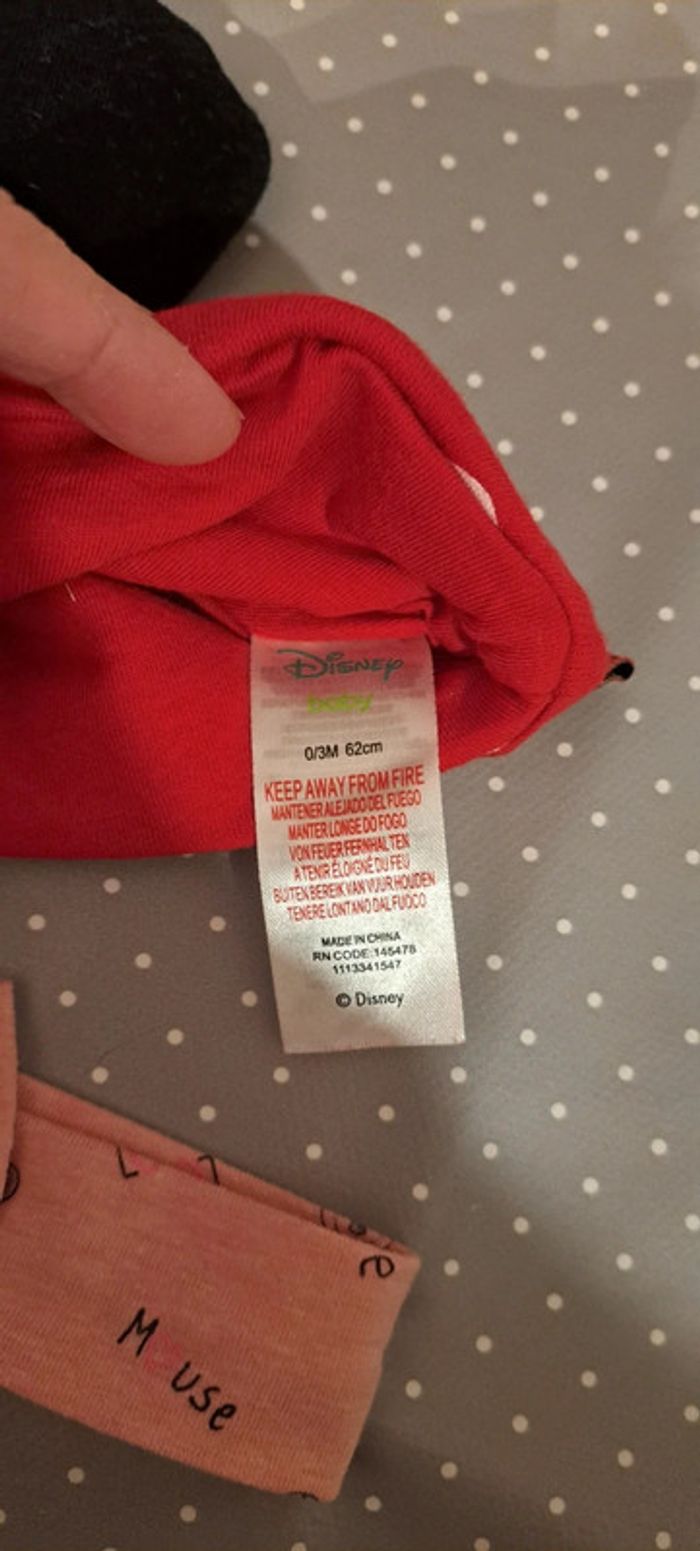 Disney
baby
0/3M 62cm
KEEP AWAY FROM FIRE
MANTENER ALEJADO DEL FUEGO
MANTER LONGE DO FOGO
VON FEUER FERNHALTEN
A TENIR ÉLOIGNÉ DU FEU
BUITEN BEREIK VAN VUUR HOUDEN
TENERE LONTANO DAL FUOCO
MADE IN CHINA
RN CODE:145478
1113341547
© Disney
Mouse